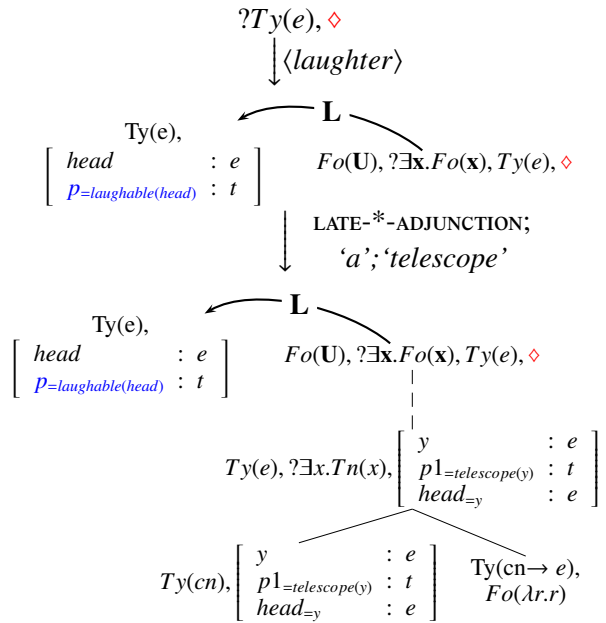 ?Ty(e), ♢
⟨laughter⟩
L
Ty(e),
[ head : e
p=laughable(head) : t ]
Fo(U), ?∃x.Fo(x), Ty(e), ♢
LATE-*-ADJUNCTION;
‘a’;‘telescope’
L
Ty(e),
[ head : e
p=laughable(head) : t ]
Fo(U), ?∃x.Fo(x), Ty(e), ♢
Ty(e), ?∃x.Tn(x), [ y : e
p1=telescope(y) : t
head=y : e ]
Ty(cn), [ y : e
p1=telescope(y) : t
head=y : e ]
Ty(cn→ e),
Fo(λr.r)